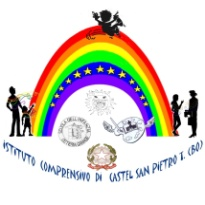 ISTITUTO COMPRENSIVO DI CASTEL SAN PIETRO T. (BO)